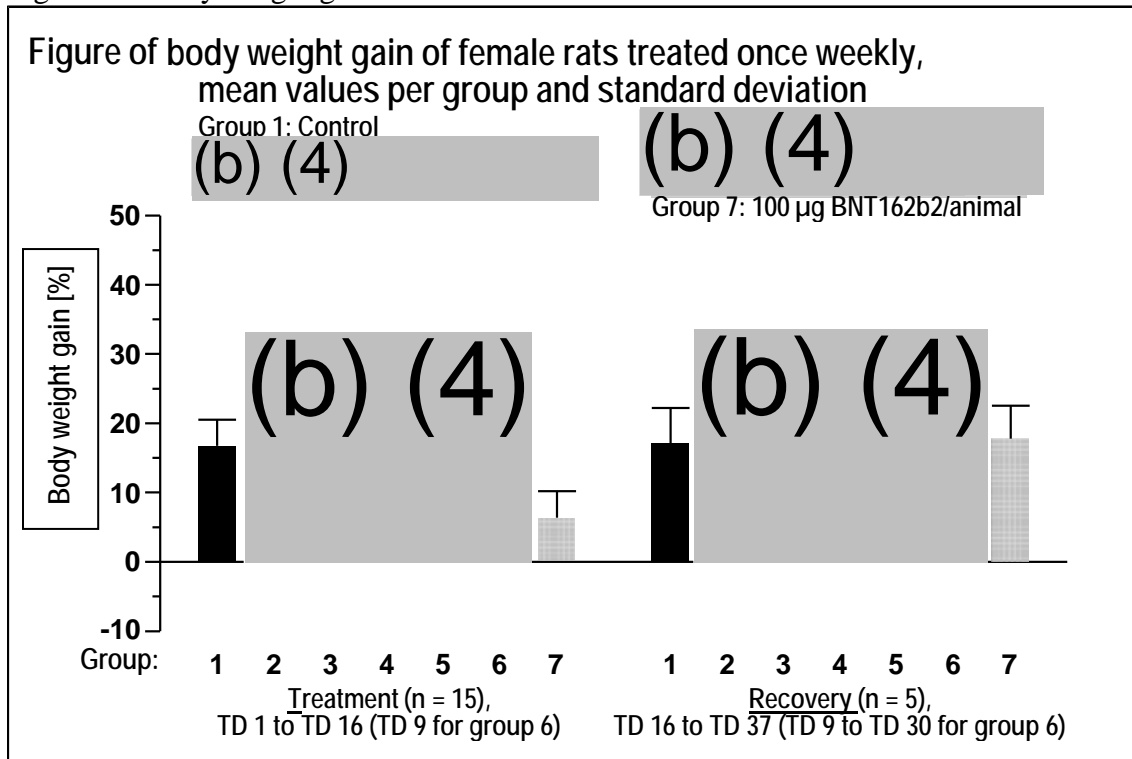 Figure of body weight gain of female rats treated once weekly,
mean values per group and standard deviation
Group 1: Control
(b) (4)
(b) (4)
Group 7: 100 µg BNT162b2/animal
Body weight gain [%]
50
40
30
20
10
0
-10
(b) (4)
(b) (4)
Group: 1 2 3 4 5 6 7 1 2 3 4 5 6 7
Treatment (n = 15),
TD 1 to TD 16 (TD 9 for group 6)
Recovery (n = 5),
TD 16 to TD 37 (TD 9 to TD 30 for group 6)